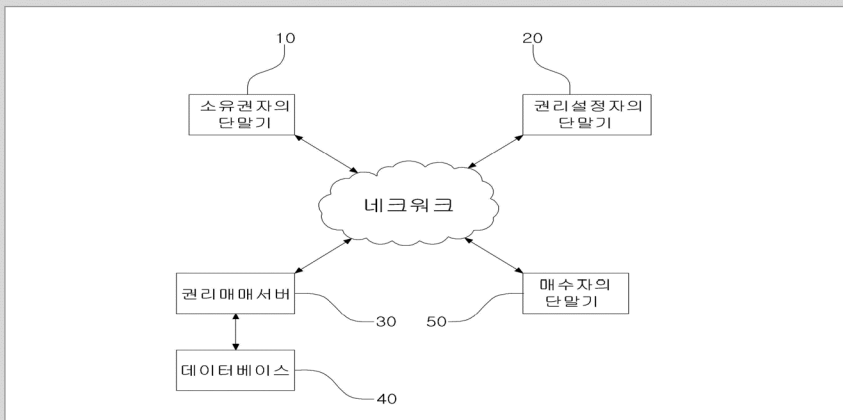 10
20
소유권자의
단말기
권리설정자의
단말기
네크워크
권리매매서버
매수자의
단말기
30
50
데이터베이스
40